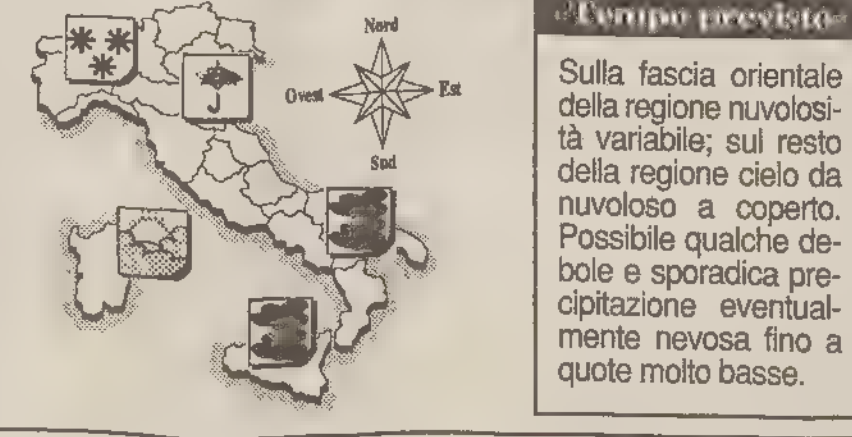 Nord
Ovest
Est
Sud
Sulla fascia orientale
della regione nuvolosi-
tà variabile; sul resto
della regione cielo da
nuvoloso a coperto.
Possibile qualche de-
bole e sporadica pre-
cipitazione eventual-
mente nevosa fino a
quote molto basse.